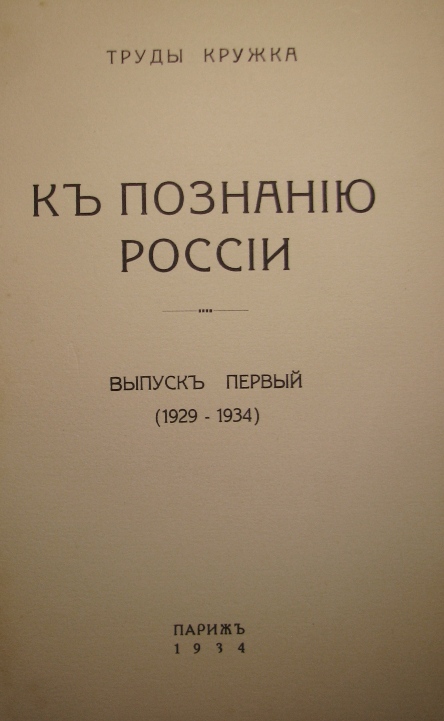 ТРУДЫ КРУЖКА
КЪ ПОЗНАНІЮ
РОССІИ
ВЫПУСКЪ ПЕРВЫЙ
(1929 - 1934)
ПАРИЖЪ
1934